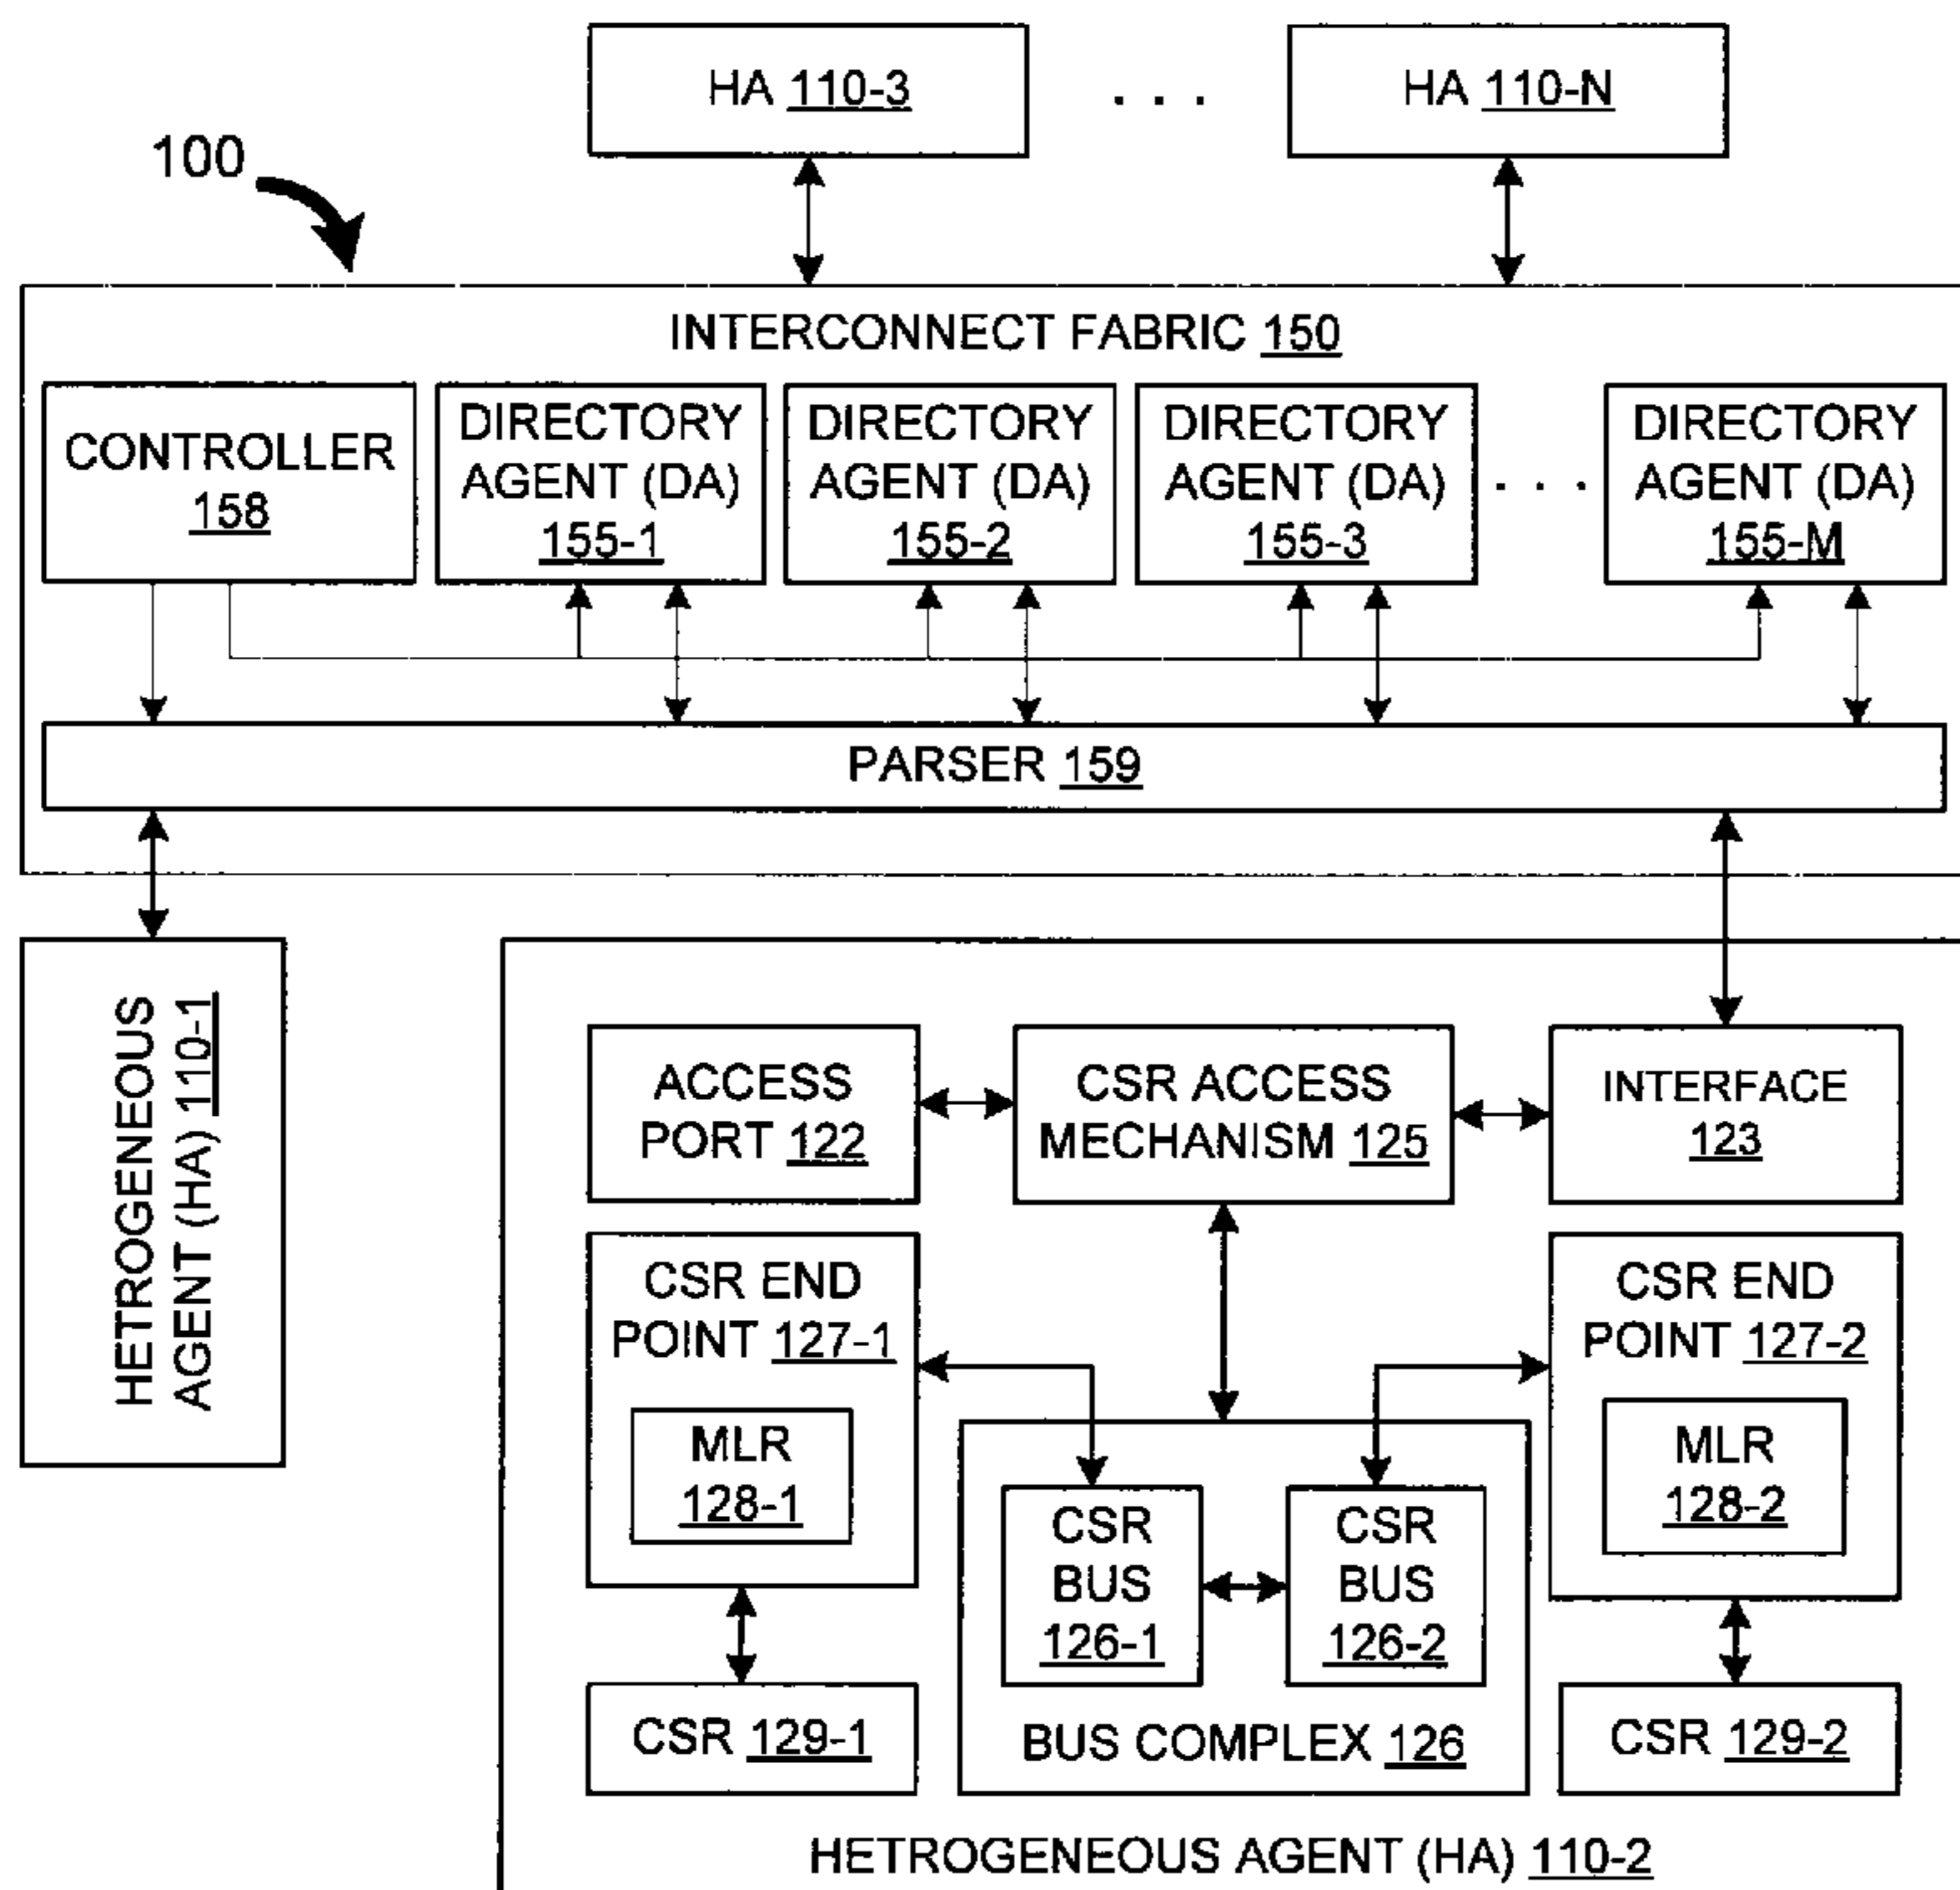 HA 110-3
. . .
HA 110-N
100
INTERCONNECT FABRIC 150
CONTROLLER
158
DIRECTORY
AGENT (DA)
155-1
DIRECTORY
AGENT (DA)
155-2
DIRECTORY
AGENT (DA)
155-3
. . .
DIRECTORY
AGENT (DA)
155-M
PARSER 159
HETROGENEOUS
AGENT (HA) 110-1
ACCESS
PORT 122
CSR ACCESS
MECHANISM 125
INTERFACE
123
CSR END
POINT 127-1
MLR
128-1
CSR END
POINT 127-2
MLR
128-2
CSR
BUS
126-1
CSR
BUS
126-2
BUS COMPLEX 126
CSR 129-1
CSR 129-2
HETROGENEOUS AGENT (HA) 110-2